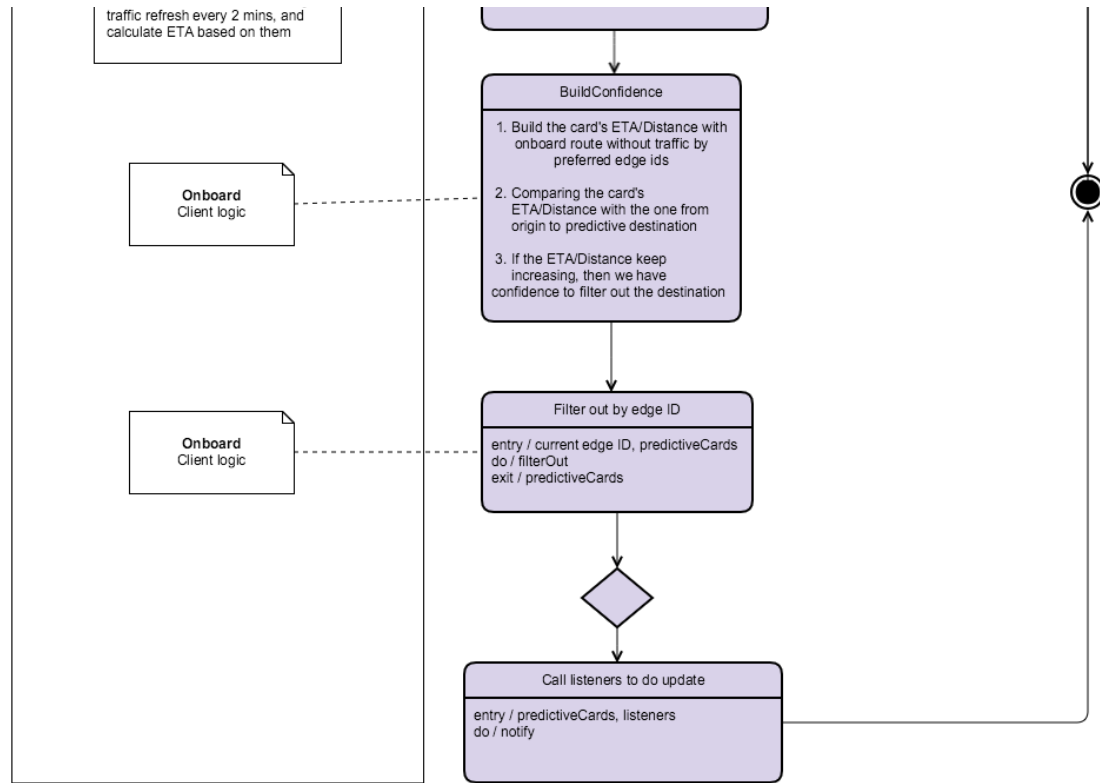 traffic refresh every 2 mins, and
calculate ETA based on them
BuildConfidence
1. Build the card's ETA/Distance with
onboard route without traffic by
preferred edge ids
2. Comparing the card's
ETA/Distance with the one from
origin to predictive destination
3. If the ETA/Distance keep
increasing, then we have
confidence to filter out the destination
Onboard
Client logic
Filter out by edge ID
entry / current edge ID, predictiveCards
do / filterOut
exit / predictiveCards
Onboard
Client logic
Call listeners to do update
entry / predictiveCards, listeners
do / notify